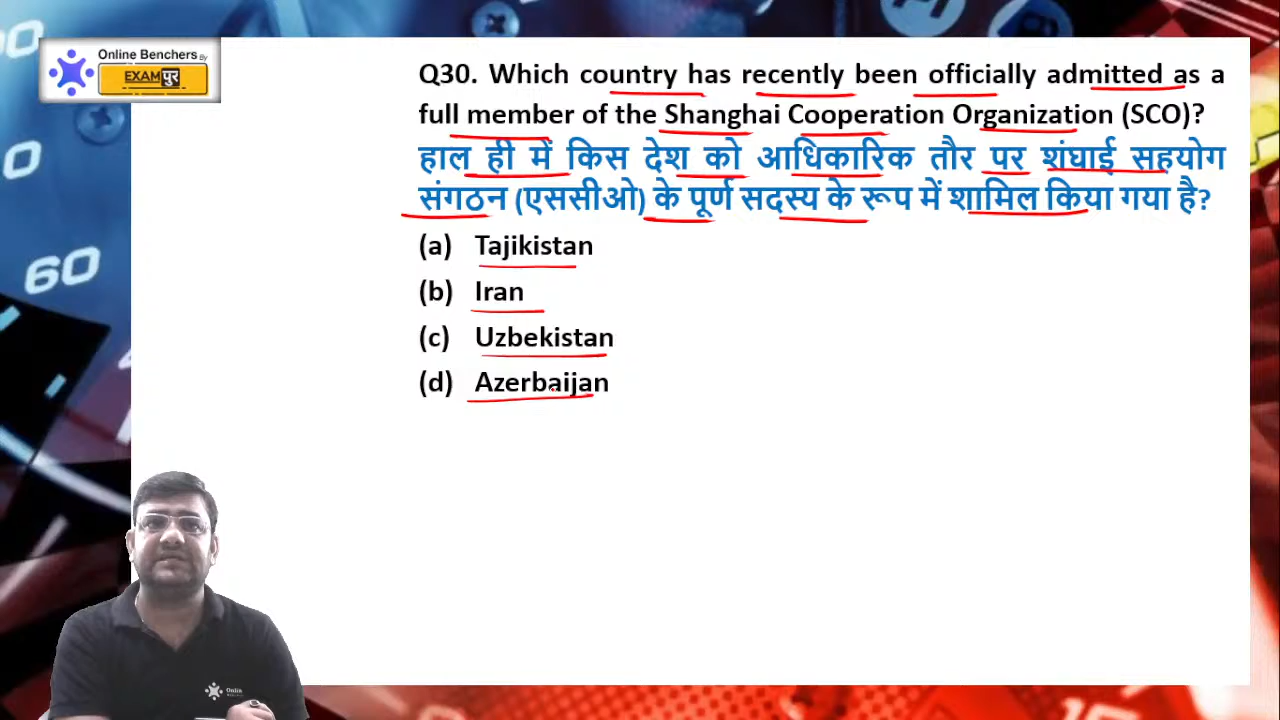 Online Benchers By
EXAMपुर
Q30. Which country has recently been officially admitted as a
full member of the Shanghai Cooperation Organization (SCO)?
हाल ही में किस देश को आधिकारिक तौर पर शंघाई सहयोग
संगठन (एससीओ) के पूर्ण सदस्य के रूप में शामिल किया गया है?
(a) Tajikistan
(b) Iran
(c) Uzbekistan
(d) Azerbaijan